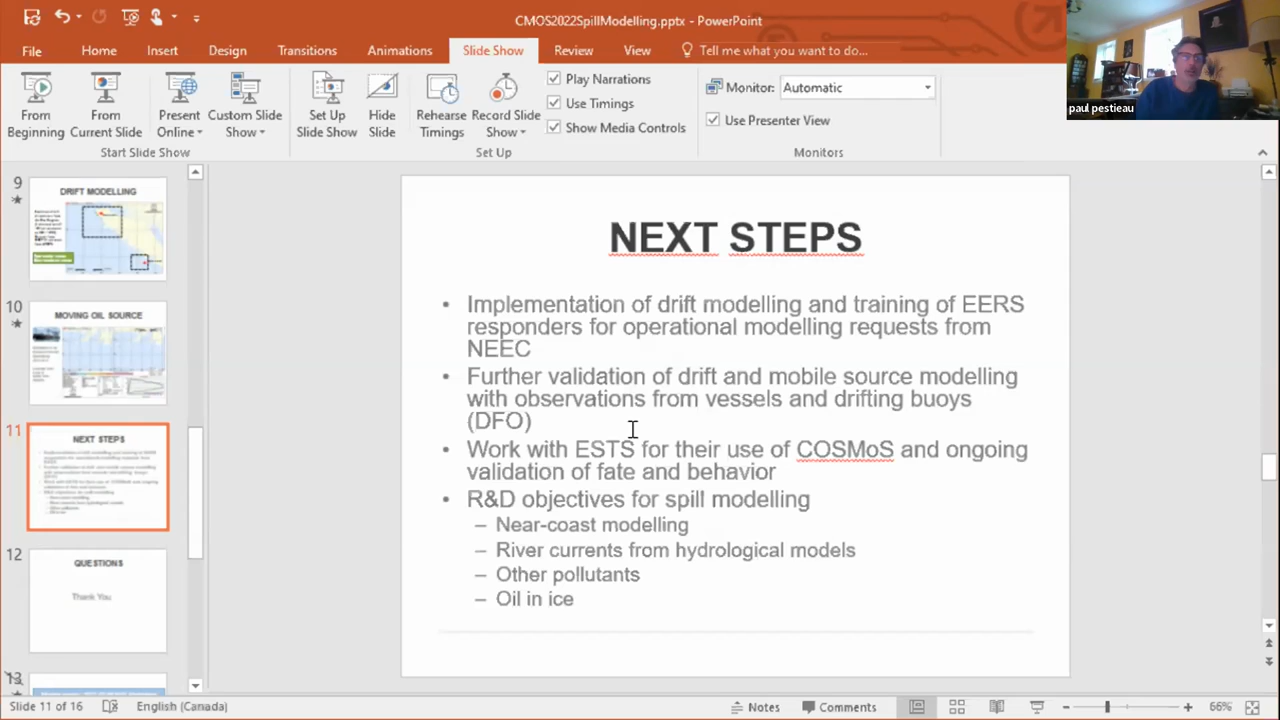 CMOS2022SpillModelling.pptx - PowerPoint
File Home Insert Design Transitions Animations Slide Show Review View Tell me what you want to do...
paul pestieau
From Beginning
From Current Slide
Present Online
Custom Slide Show
Start Slide Show
Set Up Slide Show
Hide Slide
Rehearse Timings
Record Slide Show
Play Narrations
Use Timings
Show Media Controls
Set Up
Monitor: Automatic
Use Presenter View
Monitors
9
DRIFT MODELLING
10
MOVING OIL SOURCE
11
NEXT STEPS
12
QUESTIONS
Thank You
13
NEXT STEPS
• Implementation of drift modelling and training of EERS
responders for operational modelling requests from
NEEC
• Further validation of drift and mobile source modelling
with observations from vessels and drifting buoys
(DFO)
• Work with ESTS for their use of COSMoS and ongoing
validation of fate and behavior
• R&D objectives for spill modelling
– Near-coast modelling
– River currents from hydrological models
– Other pollutants
– Oil in ice
Slide 11 of 16 English (Canada) Notes Comments 66%